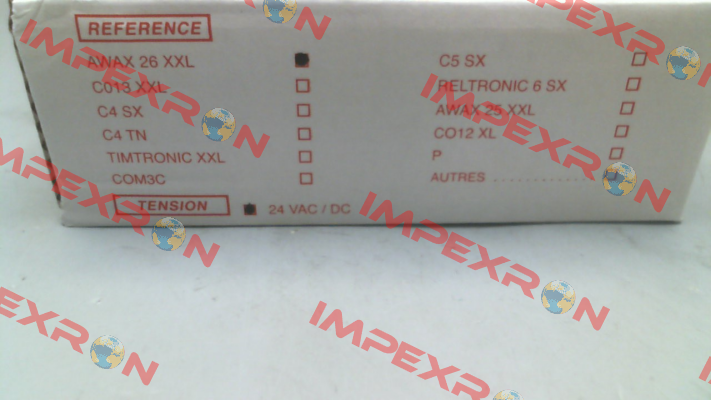 REFERENCE
AWAX 26 XXL
C013 XXL
C4 SX
C4 TN
TIMTRONIC XXL
COM3C
C5 SX
RELTRONIC 6 SX
AWAX 25 XXL
CO12 XL
P
AUTRES
TENSION 24 VAC / DC
IMPEXRON
IMPEXRON
IMPEXRON
IMPEXRON
IMPEXRON
IMPEXRON
IMPEXRON